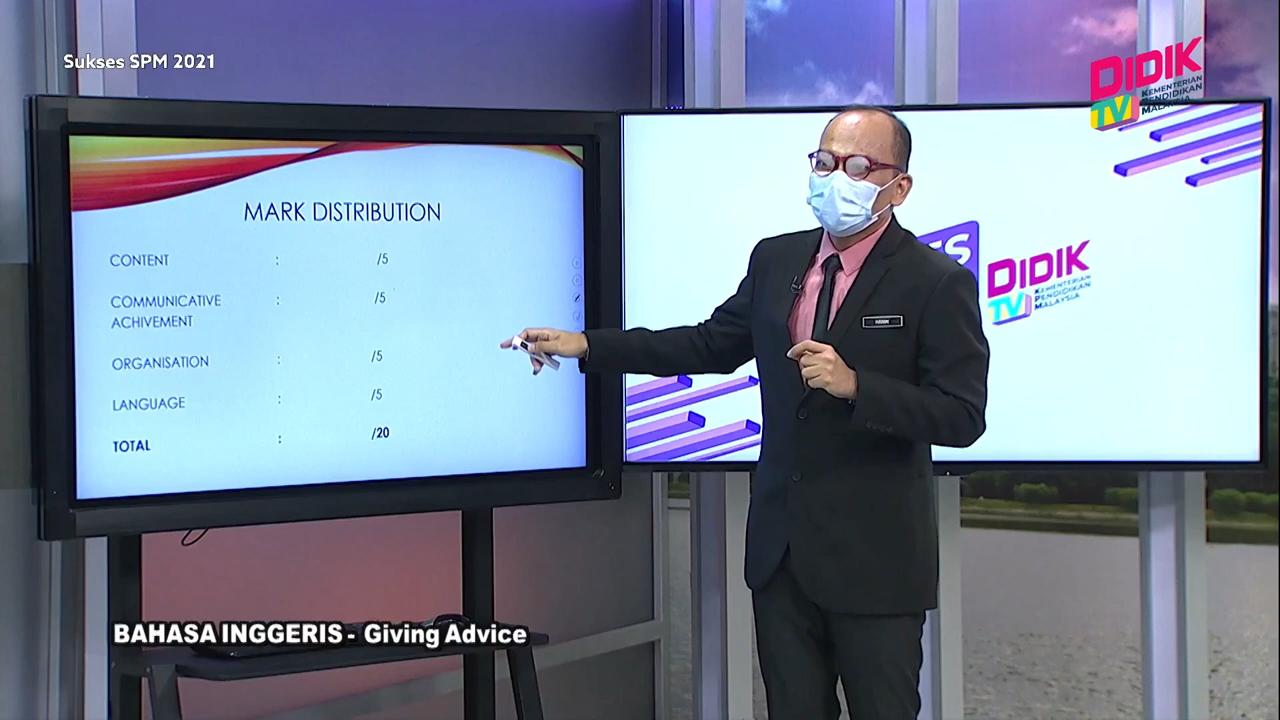 Sukses SPM 2021
DIDIK
TV
KEMENTERIAN
PENDIDIKAN
MALAYSIA
MARK DISTRIBUTION
CONTENT : /5
COMMUNICATIVE : /5
ACHIVEMENT
ORGANISATION : /5
LANGUAGE : /5
TOTAL : /20
DIDIK
TV
KEMENTERIAN
PENDIDIKAN
MALAYSIA
BAHASA INGGERIS - Giving Advice